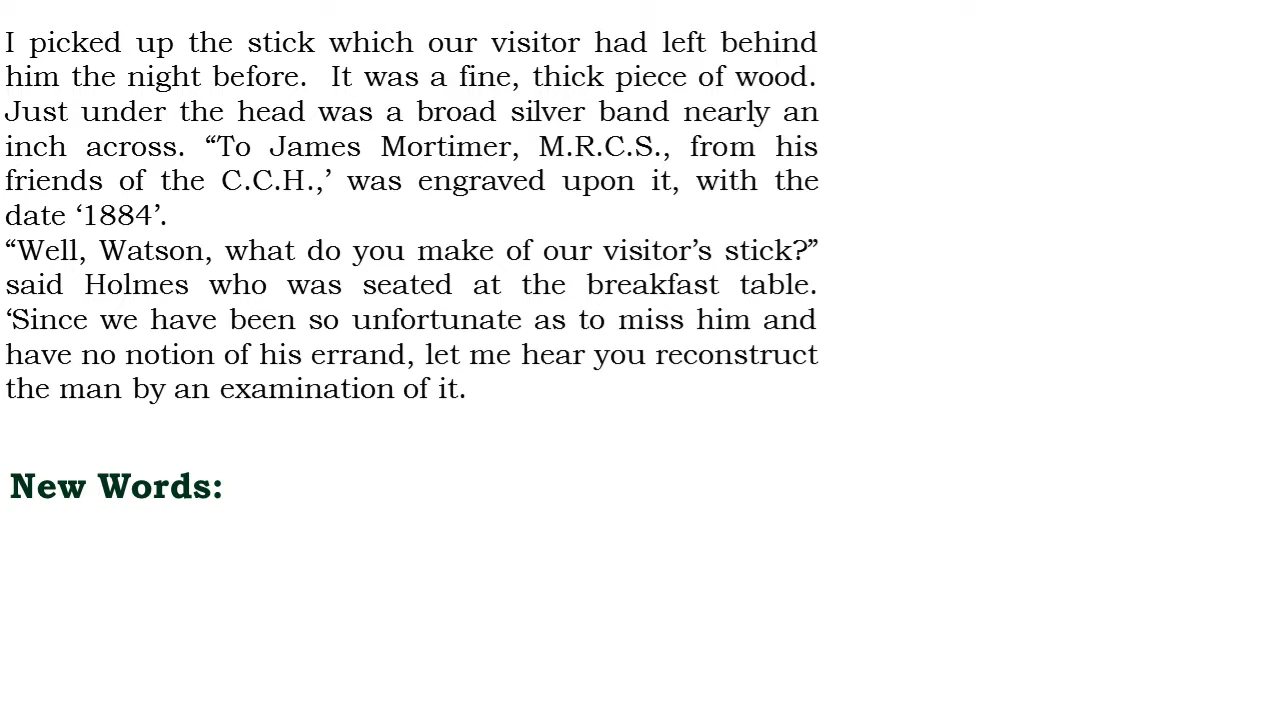 I picked up the stick which our visitor had left behind
him the night before.  It was a fine, thick piece of wood.
Just under the head was a broad silver band nearly an
inch across. “To James Mortimer, M.R.C.S., from his
friends of the C.C.H.,’ was engraved upon it, with the
date ‘1884’.
“Well, Watson, what do you make of our visitor’s stick?”
said Holmes who was seated at the breakfast table.
‘Since we have been so unfortunate as to miss him and
have no notion of his errand, let me hear you reconstruct
the man by an examination of it.
New Words: